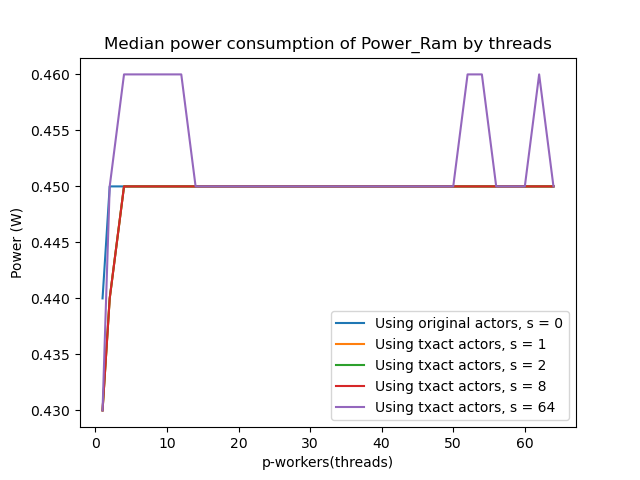 Median power consumption of Power_Ram by threads
Power (W)
0.460
0.455
0.450
0.445
0.440
0.435
0.430
Using original actors, s = 0
Using txact actors, s = 1
Using txact actors, s = 2
Using txact actors, s = 8
Using txact actors, s = 64
0 10 20 30 40 50 60
p-workers(threads)